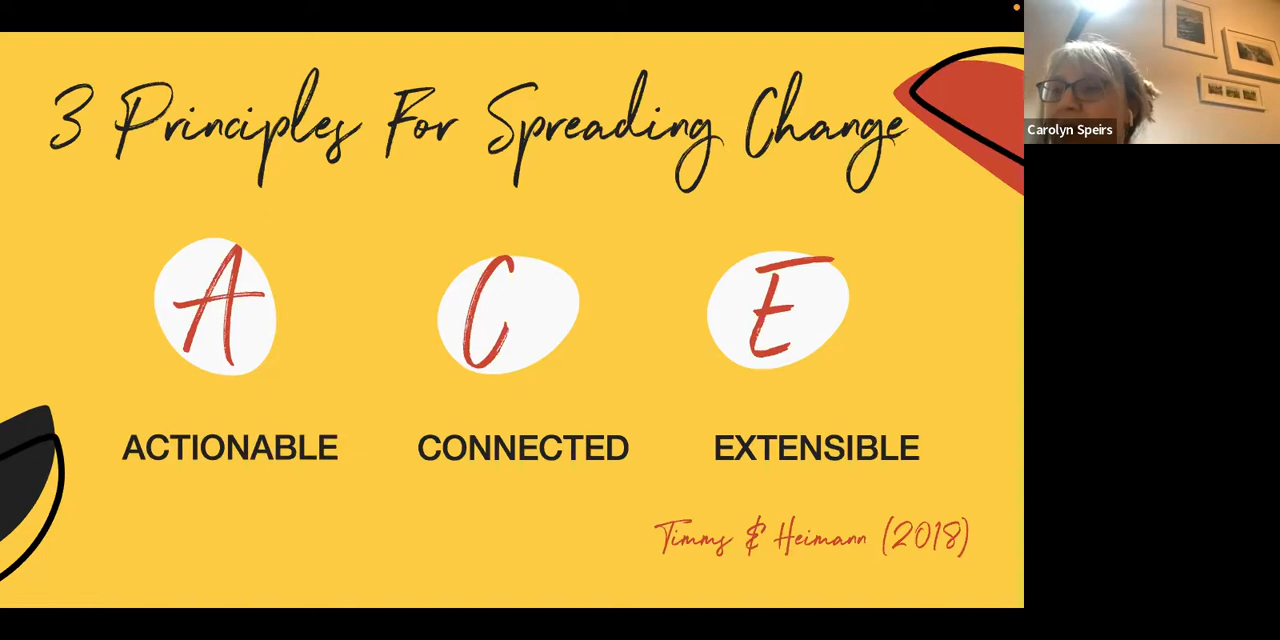 3 Principles For Spreading Change
Carolyn Speirs
A C E
ACTIONABLE CONNECTED EXTENSIBLE
Timms & Heimann (2018)